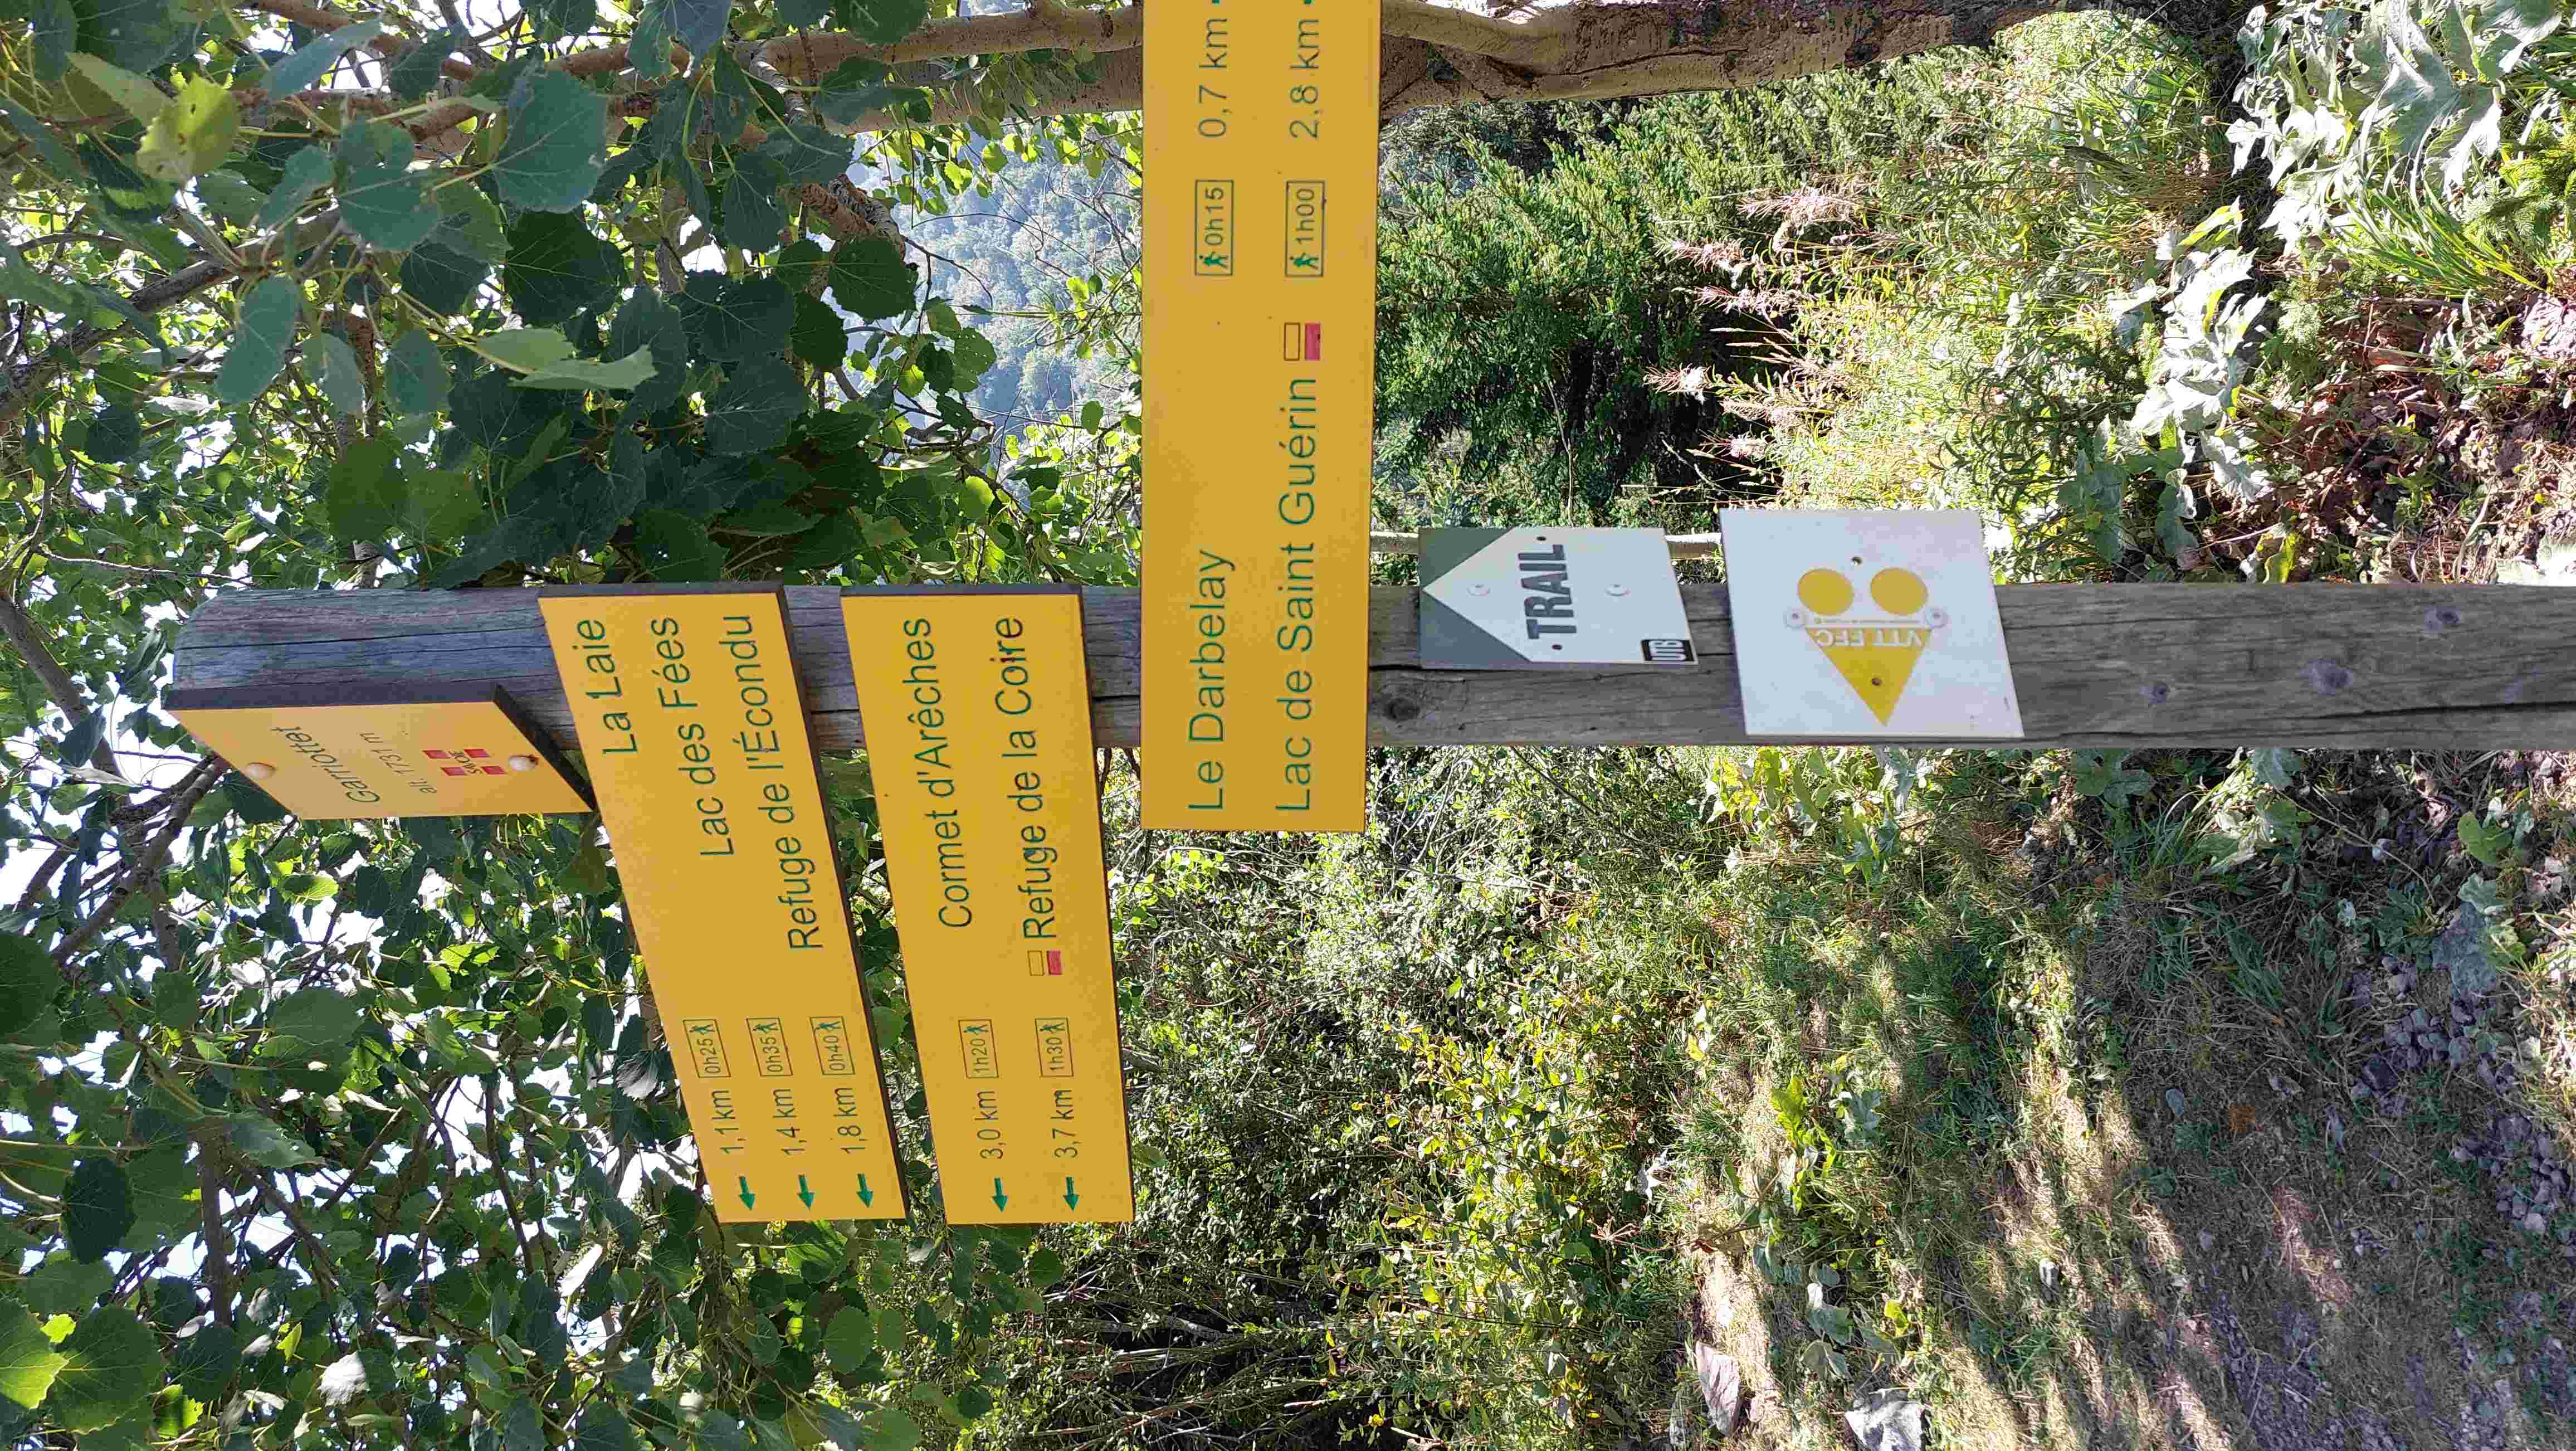 Garriottet
alt. 1731 m
SAVOIE
La Laie
1,1 km 0h25
Lac des Fées
1,4 km 0h35
Refuge de l'Écondu
1,8 km 0h40
Cormet d'Arêches
3,0 km 1h20
Refuge de la Coire
3,7 km 1h30
Le Darbelay 0h15 0,7 km
Lac de Saint Guérin 1h00 2,8 km
TRAIL
UTB
VTT FFC